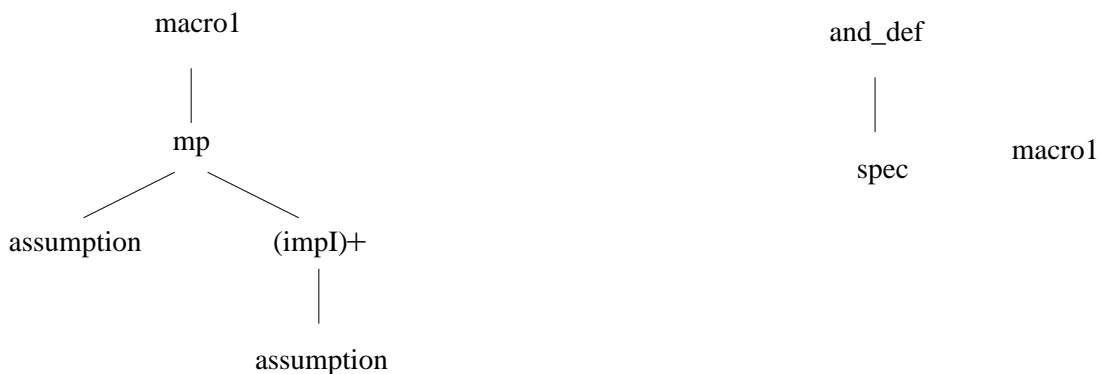 macro1
mp
assumption
(impI)+
assumption
and_def
spec
macro1